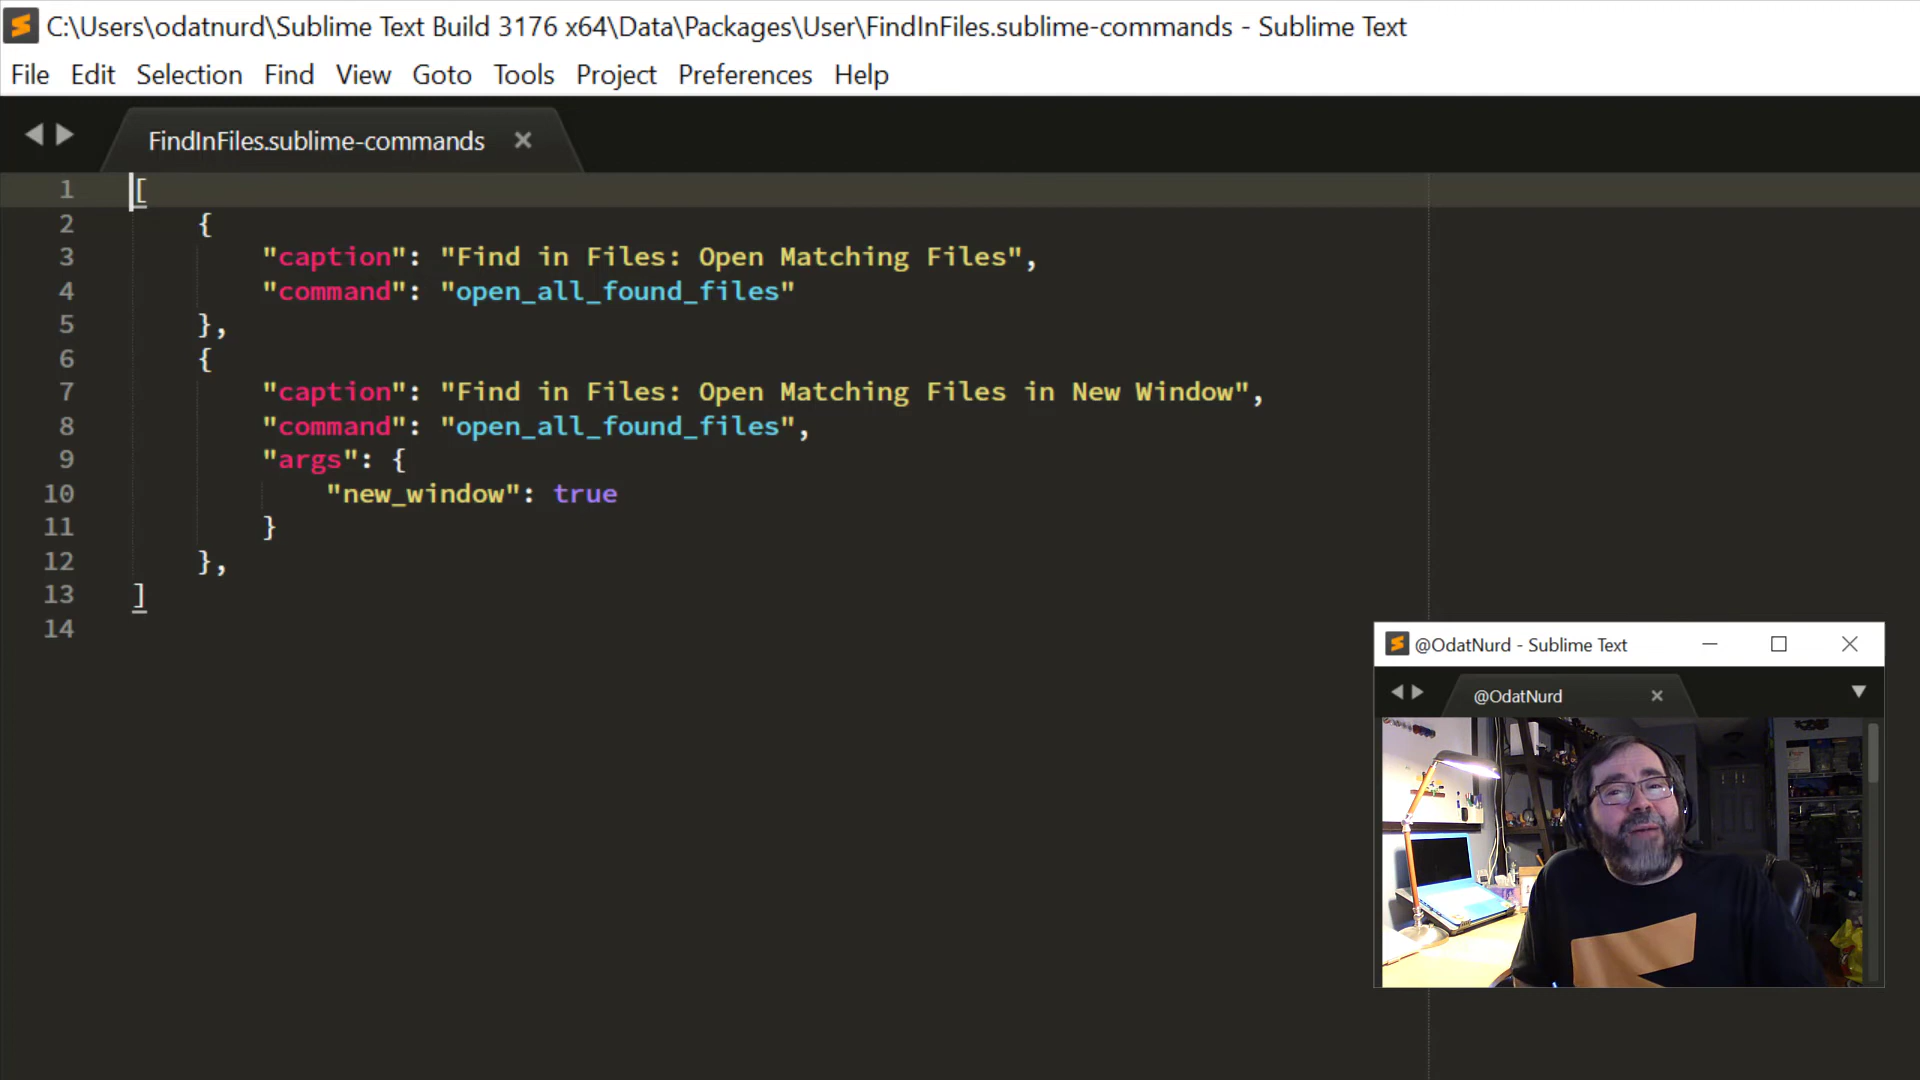 C:\Users\odatnurd\Sublime Text Build 3176 x64\Data\Packages\User\FindInFiles.sublime-commands - Sublime Text
File Edit Selection Find View Goto Tools Project Preferences Help
FindInFiles.sublime-commands
1 [
2     {
3         "caption": "Find in Files: Open Matching Files",
4         "command": "open_all_found_files"
5     },
6     {
7         "caption": "Find in Files: Open Matching Files in New Window",
8         "command": "open_all_found_files",
9         "args": {
10             "new_window": true
11         }
12     },
13 ]
14
@OdatNurd - Sublime Text
@OdatNurd